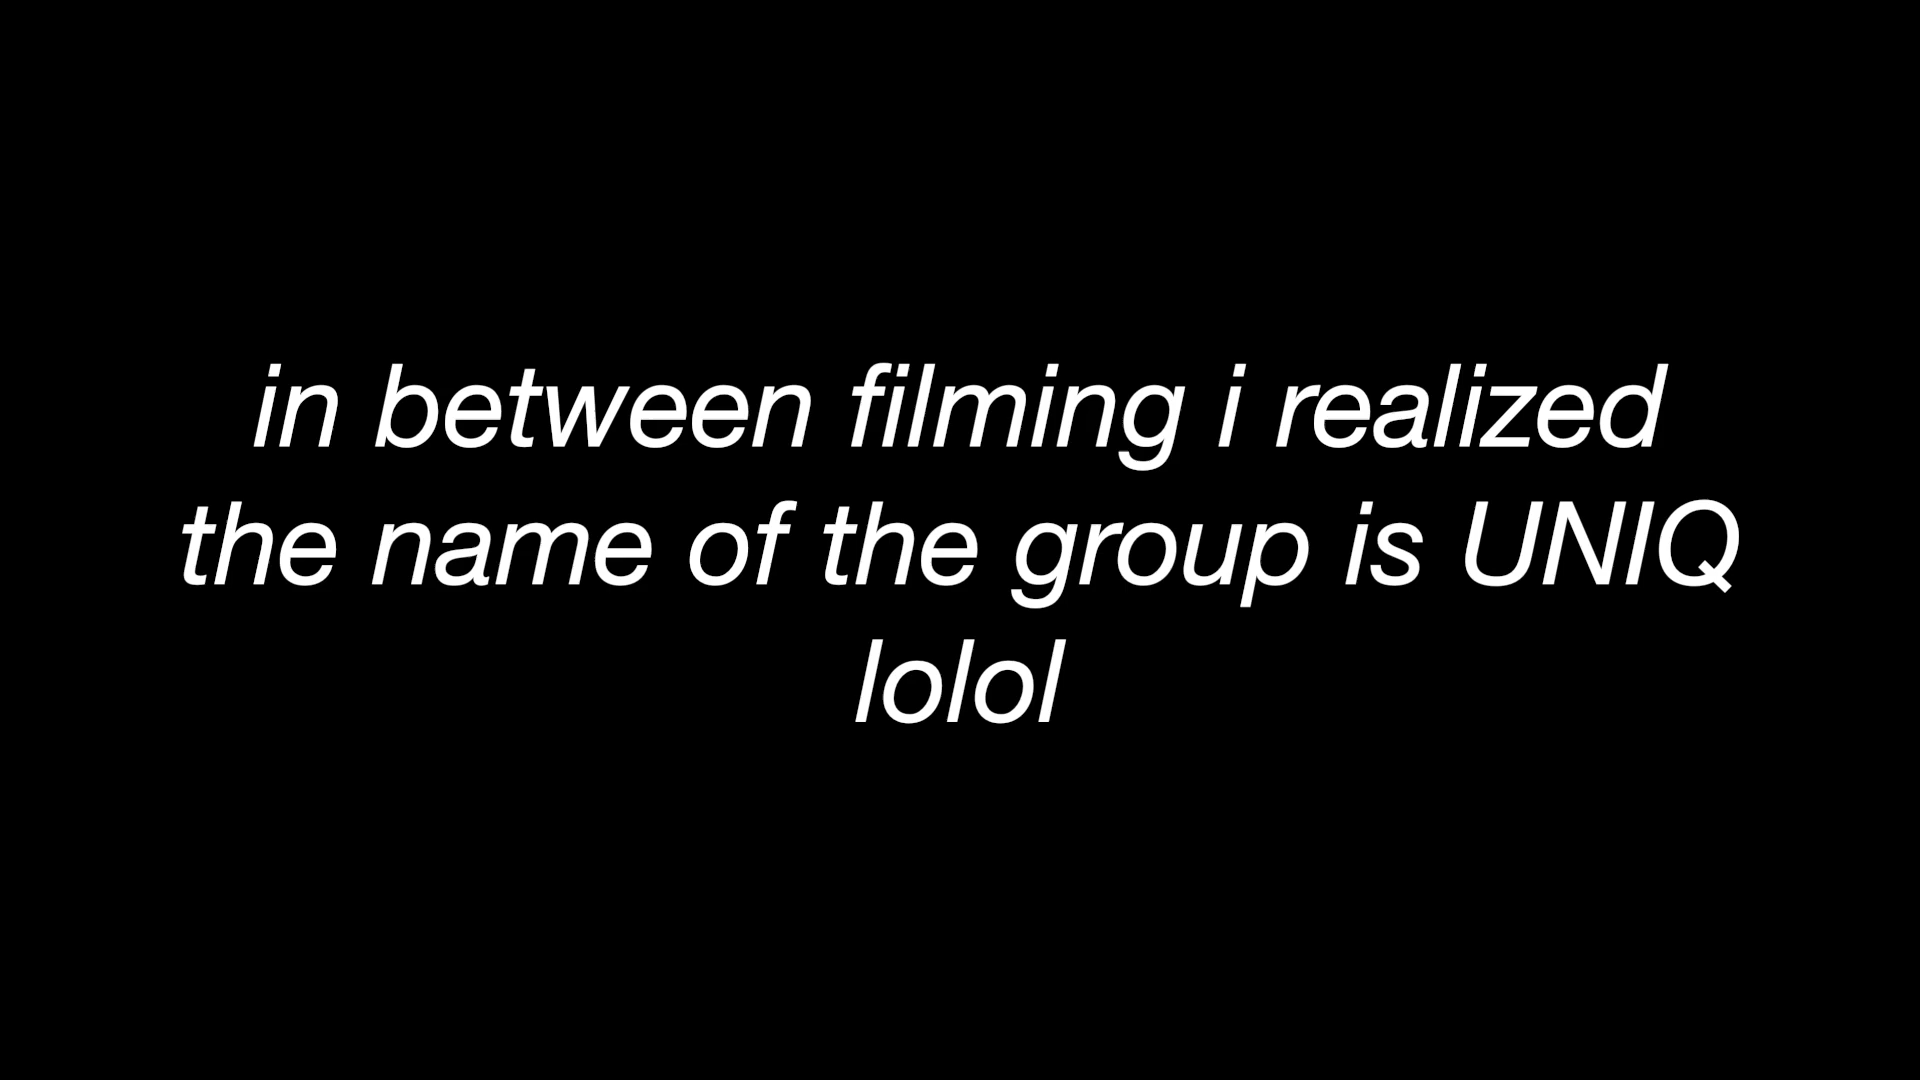 in between filming i realized
the name of the group is UNIQ
lolol